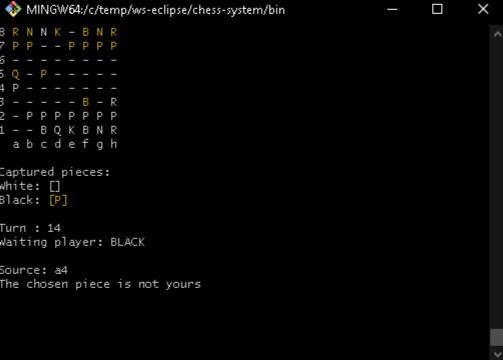 MINGW64:/c/temp/ws-eclipse/chess-system/bin
8 R N N K - B N R
7 P P - - P P P P
6 - - - - - - - -
5 Q - P - - - - -
4 P - - - - - - -
3 - - - - - B - R
2 - P P P P P P P
1 - - B Q K B N R
a b c d e f g h
Captured pieces:
White: []
Black: [P]
Turn : 14
Waiting player: BLACK
Source: a4
The chosen piece is not yours